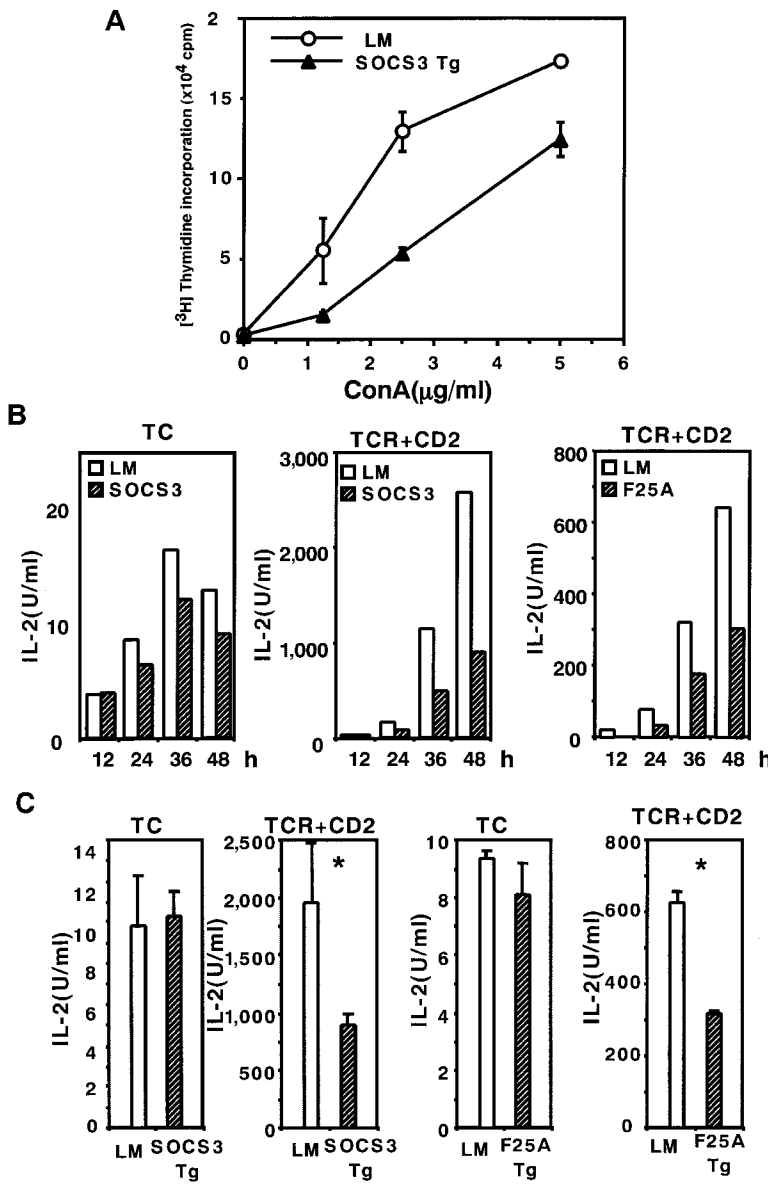 A
[³H] Thymidine incorporation (x10⁴ cpm)
2
15
10
5
0
LM
SOCS3 Tg
0 1 2 3 4 5 6
ConA(μg/ml)
B
TC
IL-2(U/ml)
20
10
0
LM
SOCS3
12 24 36 48 h
TCR+CD2
IL-2(U/ml)
3,000
2,000
1,000
0
LM
SOCS3
12 24 36 48 h
TCR+CD2
IL-2(U/ml)
800
600
400
200
0
LM
F25A
12 24 36 48 h
C
TC
IL-2(U/ml)
14
12
10
8
6
4
2
0
LM SOCS3
Tg
TCR+CD2
IL-2(U/ml)
2,500
2,000
1,500
1,000
500
0
*
LM SOCS3
Tg
TC
IL-2(U/ml)
10
8
6
4
2
0
LM F25A
Tg
TCR+CD2
IL-2(U/ml)
800
600
400
200
0
*
LM F25A
Tg